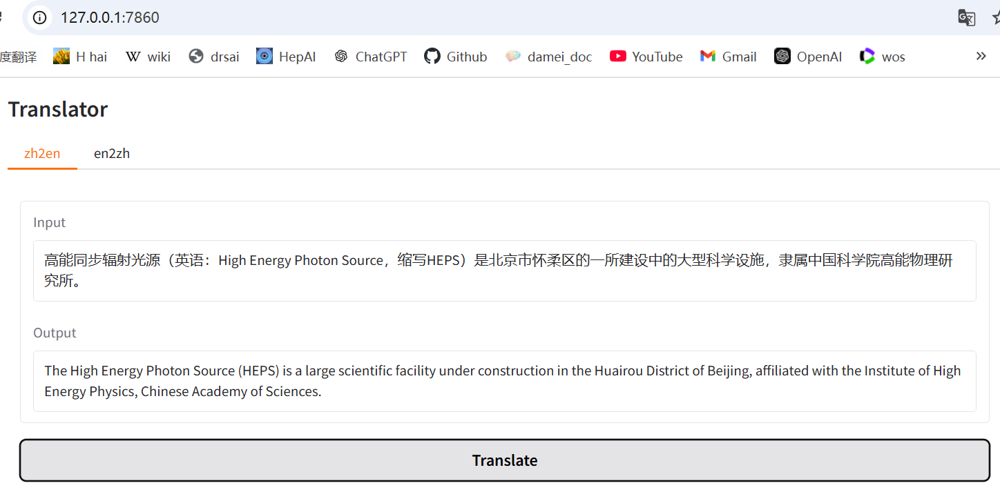 127.0.0.1:7860
度翻译 H hai wiki drsai HepAI ChatGPT Github damei_doc YouTube Gmail OpenAI wos »
Translator
zh2en en2zh
Input
高能同步辐射光源（英语：High Energy Photon Source，缩写HEPS）是北京市怀柔区的一所建设中的大型科学设施，隶属中国科学院高能物理研
究所。
Output
The High Energy Photon Source (HEPS) is a large scientific facility under construction in the Huairou District of Beijing, affiliated with the Institute of High
Energy Physics, Chinese Academy of Sciences.
Translate